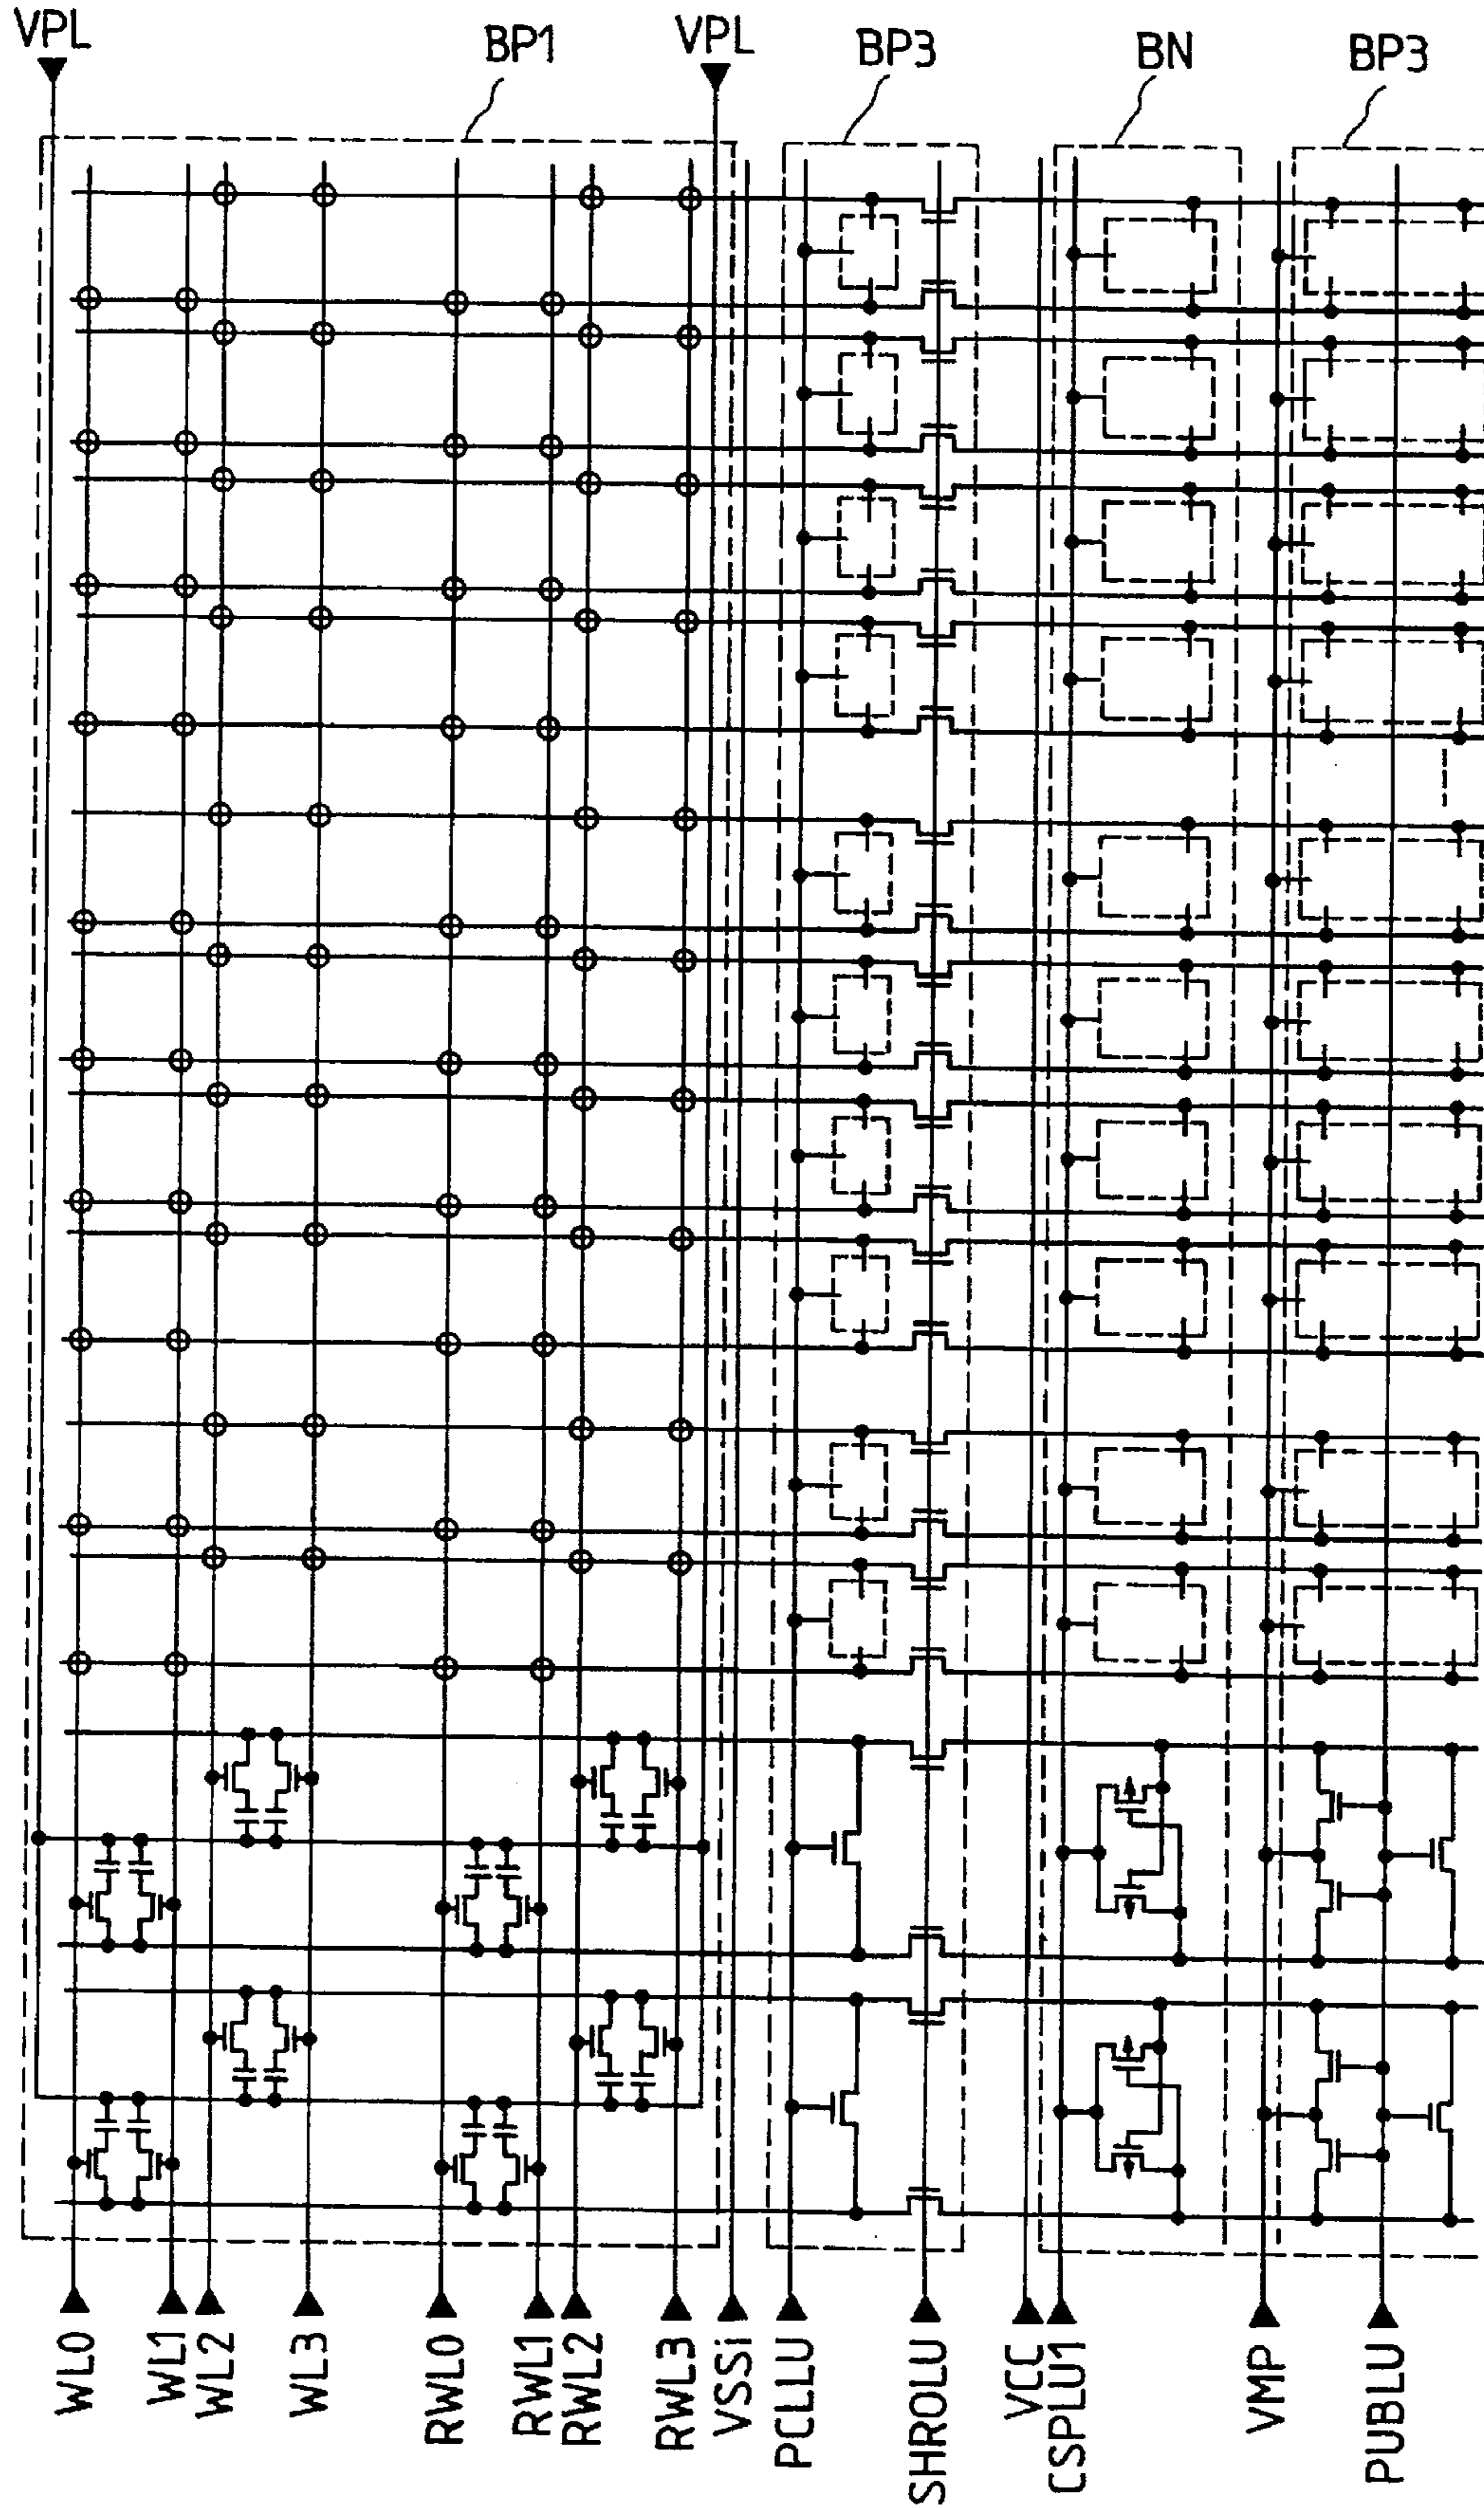 VPL
BP1
VPL
BP3
BN
BP3
WL0
WL1
WL2
WL3
RWL0
RWL1
RWL2
RWL3
VSSi
PCLLU
SHROLU
VCC
CSPLU1
VMP
PUBLU